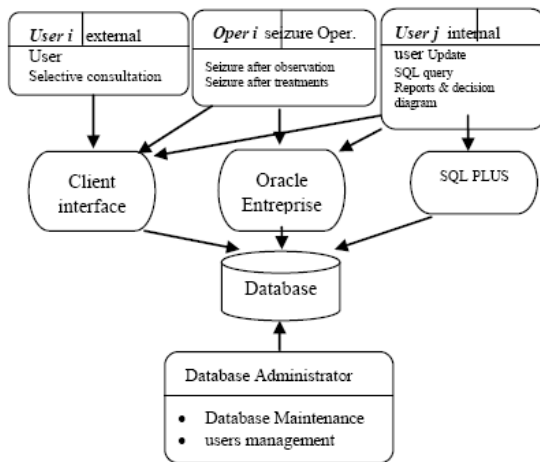 User i external
User
Selective consultation
Oper i seizure Oper.
Seizure after observation
Seizure after treatments
User j internal
user Update
SQL query
Reports & decision
diagram
Client
interface
Oracle
Entreprise
SQL PLUS
Database
Database Administrator
• Database Maintenance
• users management